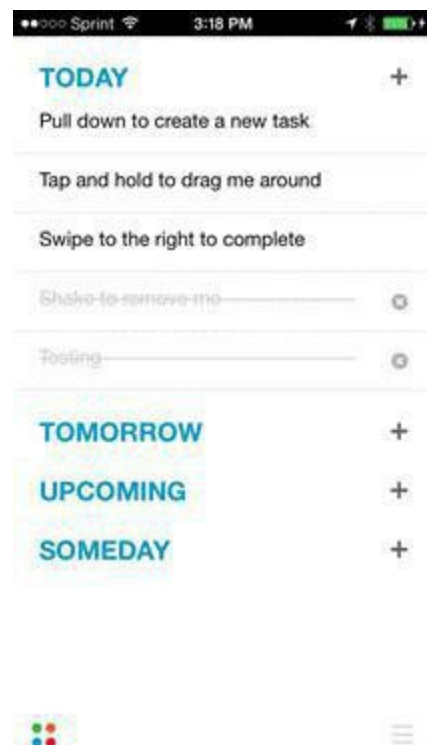 Sprint 3:18 PM
TODAY +
Pull down to create a new task
Tap and hold to drag me around
Swipe to the right to complete
Shake to remove me
Testing
TOMORROW +
UPCOMING +
SOMEDAY +